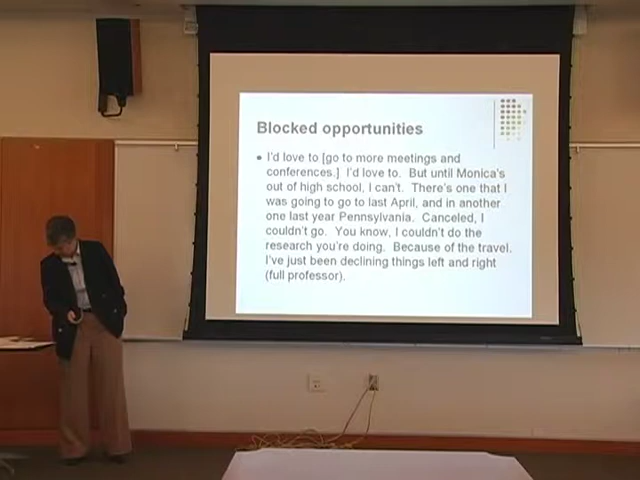 Blocked opportunities
I'd love to [go to more meetings and
conferences.] I'd love to. But until Monica's
out of high school, I can't. There's one that I
was going to go to last April, and in another
one last year Pennsylvania. Canceled, I
couldn't go. You know, I couldn't do the
research you're doing. Because of the travel.
I've just been declining things left and right
(full professor).